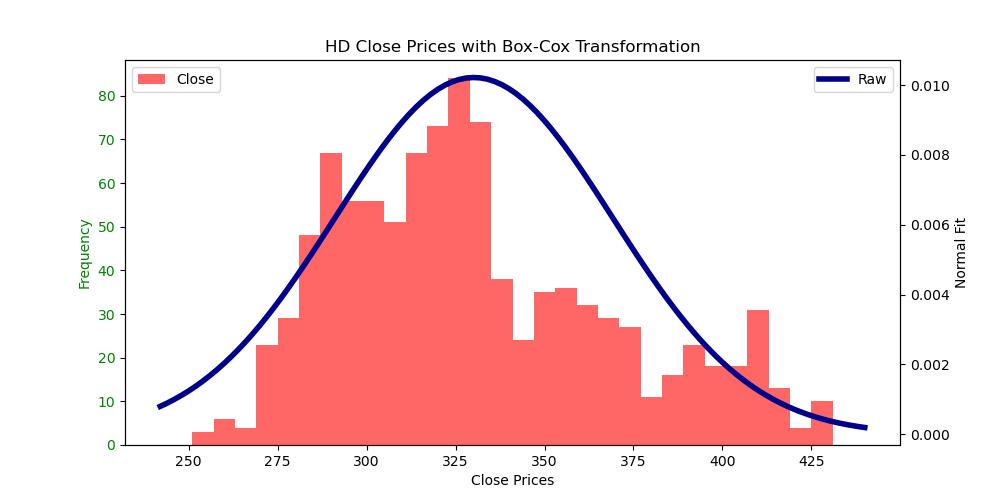 HD Close Prices with Box-Cox Transformation
Close
Raw
80
70
60
50
40
30
20
10
0
Frequency
0.010
0.008
0.006
0.004
0.002
0.000
Normal Fit
250 275 300 325 350 375 400 425
Close Prices